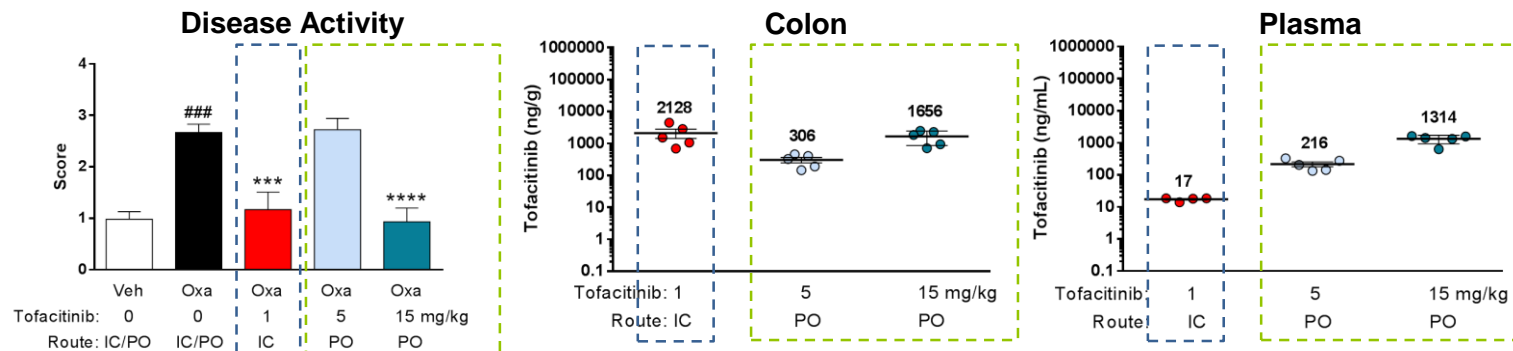 Disease Activity
4
3
2
1
0
Score
###
***
****
Veh Oxa Oxa Oxa Oxa
Tofacitinib: 0 0 1 5 15 mg/kg
Route: IC/PO IC/PO IC PO PO
Colon
1000000
100000
10000
1000
100
10
1
0.1
Tofacitinib (ng/g)
2128
306
1656
Tofacitinib: 1 5 15 mg/kg
Route: IC PO PO
Plasma
1000000
100000
10000
1000
100
10
1
0.1
Tofacitinib (ng/mL)
17
216
1314
Tofacitinib: 1 5 15 mg/kg
Route: IC PO PO